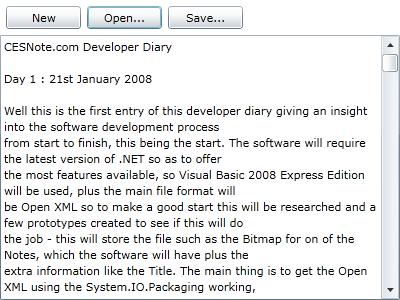 New Open... Save...
CESNote.com Developer Diary
Day 1 : 21st January 2008
Well this is the first entry of this developer diary giving an insight
into the software development process
from start to finish, this being the start. The software will require
the latest version of .NET so as to offer
the most features available, so Visual Basic 2008 Express Edition
will be used, plus the main file format will
be Open XML so to make a good start this will be researched and a
few prototypes created to see if this will do
the job - this will store the file such as the Bitmap for on of the
Notes, which the software will have plus the
extra information like the Title. The main thing is to get the Open
XML using the System.IO.Packaging working,